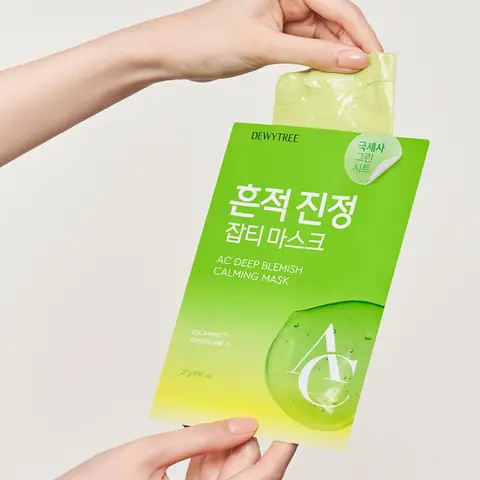 DEWYTREE
극세사
그린
시트
흔적 진정
잡티 마스크
AC DEEP BLEMISH
CALMING MASK
AC